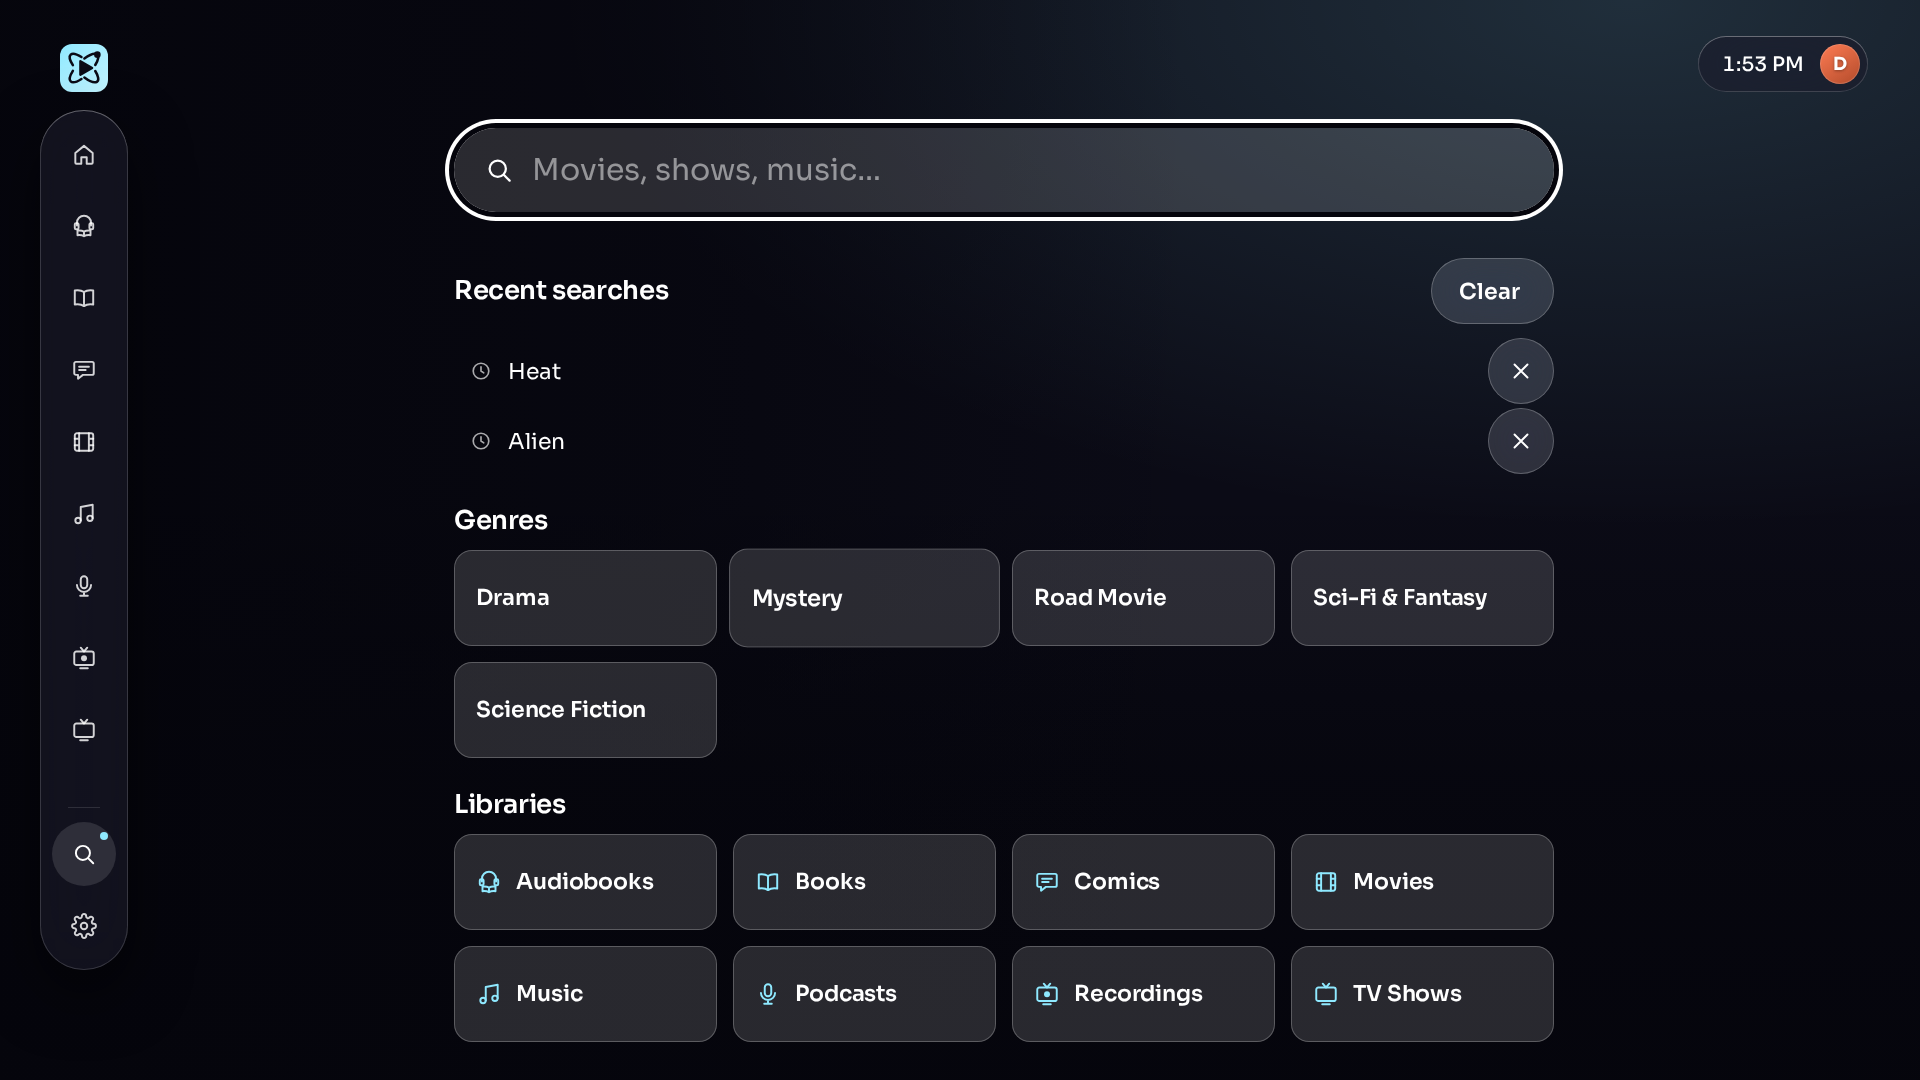 1:53 PM
D
Movies, shows, music...
Recent searches
Clear
Heat
Alien
Genres
Drama
Mystery
Road Movie
Sci-Fi & Fantasy
Science Fiction
Libraries
Audiobooks
Books
Comics
Movies
Music
Podcasts
Recordings
TV Shows